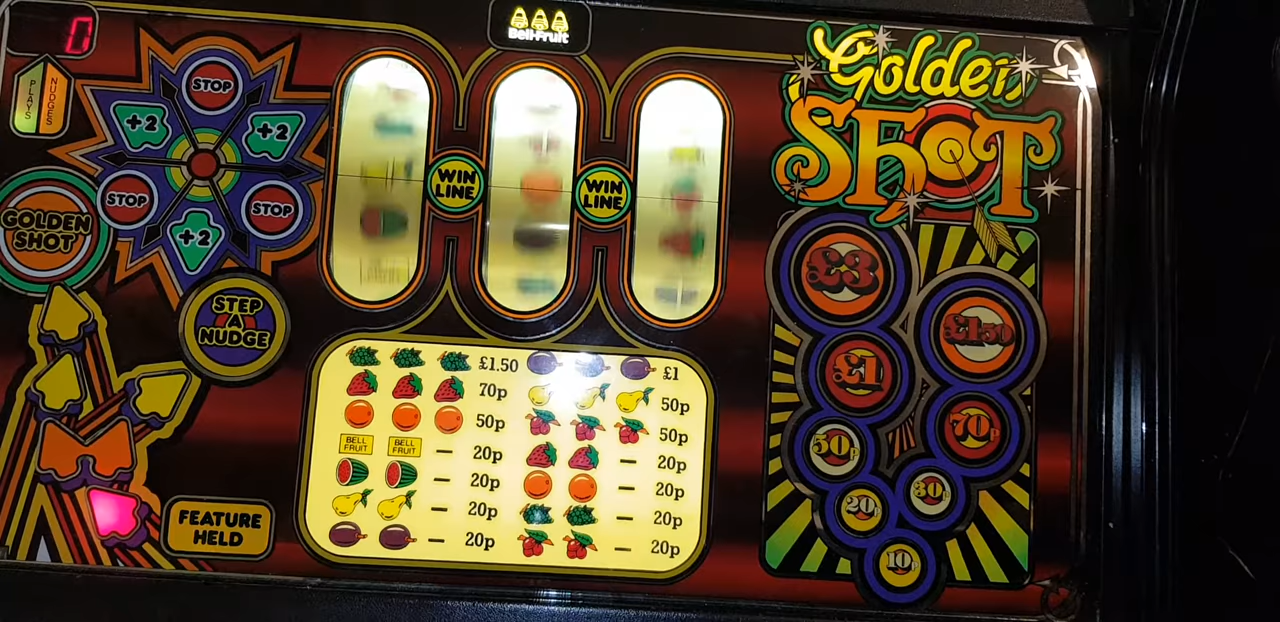 0
Bell-Fruit
PLAYS
NUDGES
STOP
+2
+2
STOP
STOP
+2
GOLDEN
SHOT
STEP
A
NUDGE
FEATURE
HELD
WIN
LINE
WIN
LINE
£1.50
£1
70p
50p
50p
50p
BELL
FRUIT
BELL
FRUIT
— 20p
— 20p
— 20p
— 20p
— 20p
— 20p
— 20p
— 20p
Golden
SHOT
£3
£1.50
£1
70p
50p
30p
20p
10p